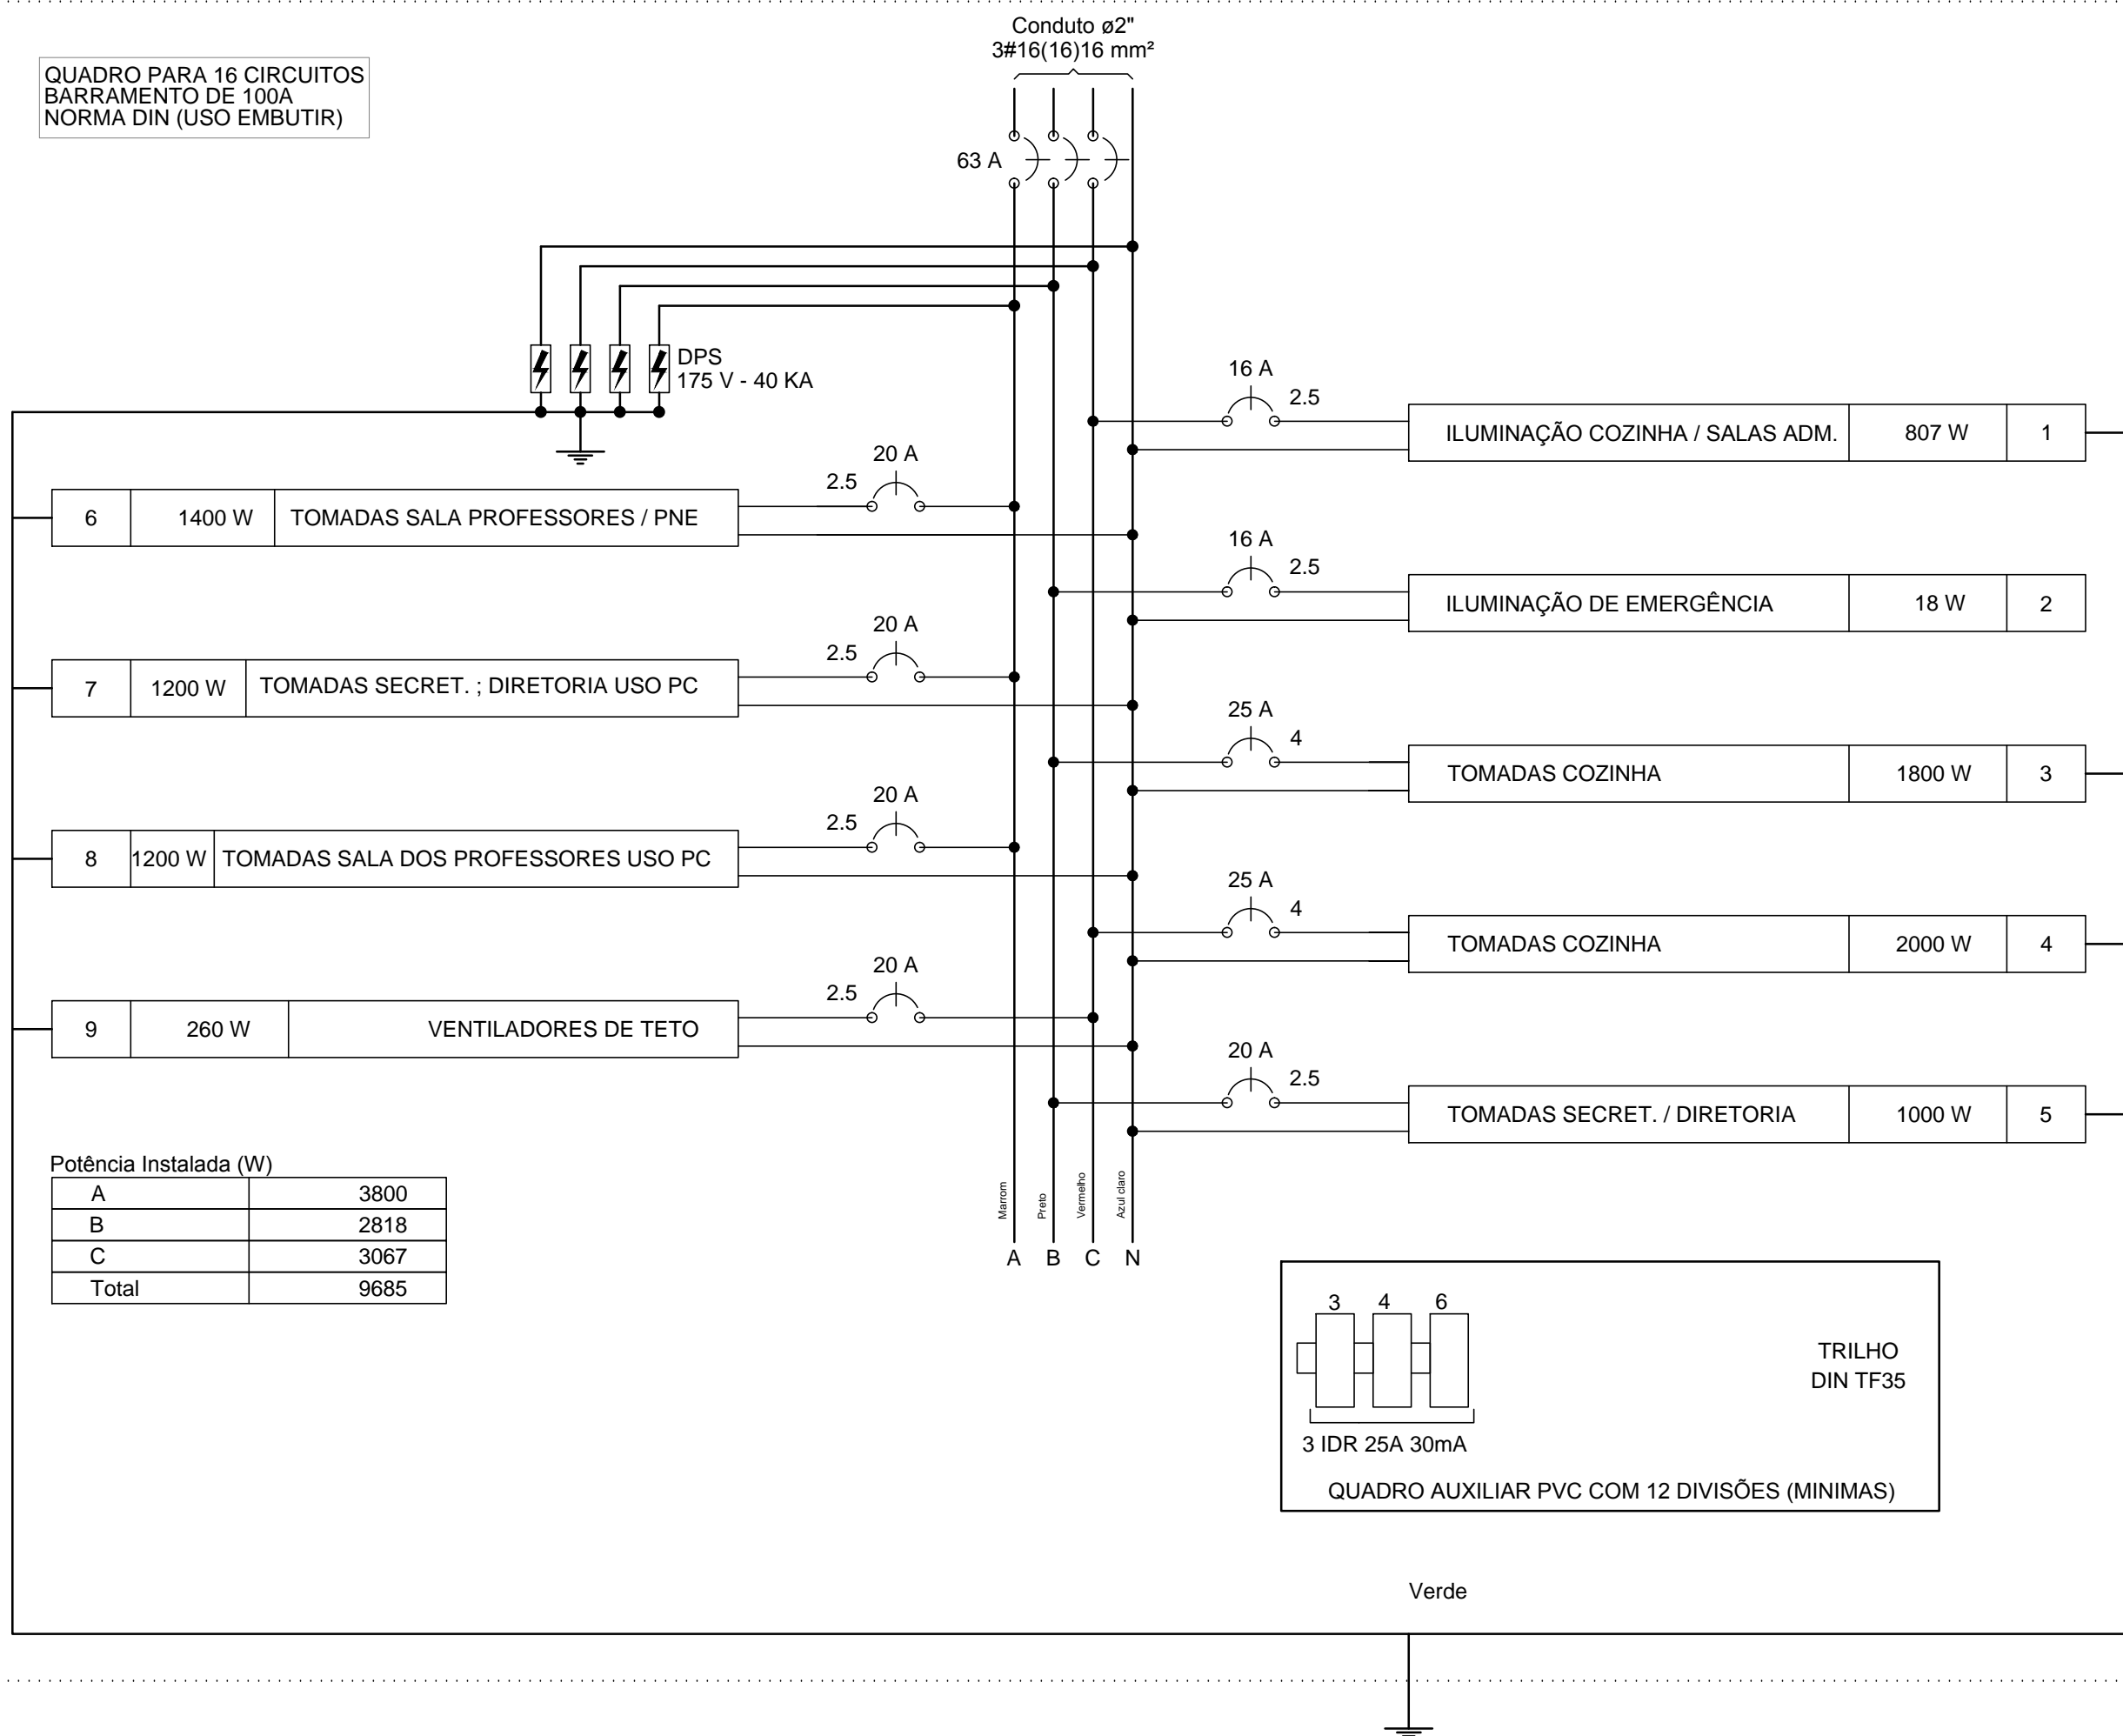 Conduto ø2"
3#16(16)16 mm²
QUADRO PARA 16 CIRCUITOS
BARRAMENTO DE 100A
NORMA DIN (USO EMBUTIR)
63 A
DPS
175 V - 40 KA
16 A
2.5
ILUMINAÇÃO COZINHA / SALAS ADM. 807 W 1
20 A
2.5
6 1400 W TOMADAS SALA PROFESSORES / PNE
16 A
2.5
ILUMINAÇÃO DE EMERGÊNCIA 18 W 2
20 A
2.5
7 1200 W TOMADAS SECRET. ; DIRETORIA USO PC
25 A
4
TOMADAS COZINHA 1800 W 3
20 A
2.5
8 1200 W TOMADAS SALA DOS PROFESSORES USO PC
25 A
4
TOMADAS COZINHA 2000 W 4
20 A
2.5
9 260 W VENTILADORES DE TETO
20 A
2.5
TOMADAS SECRET. / DIRETORIA 1000 W 5
Potência Instalada (W)
A 3800
B 2818
C 3067
Total 9685
Marrom
Preto
Vermelho
Azul claro
A B C N
3 4 6
TRILHO
DIN TF35
3 IDR 25A 30mA
QUADRO AUXILIAR PVC COM 12 DIVISÕES (MINIMAS)
Verde